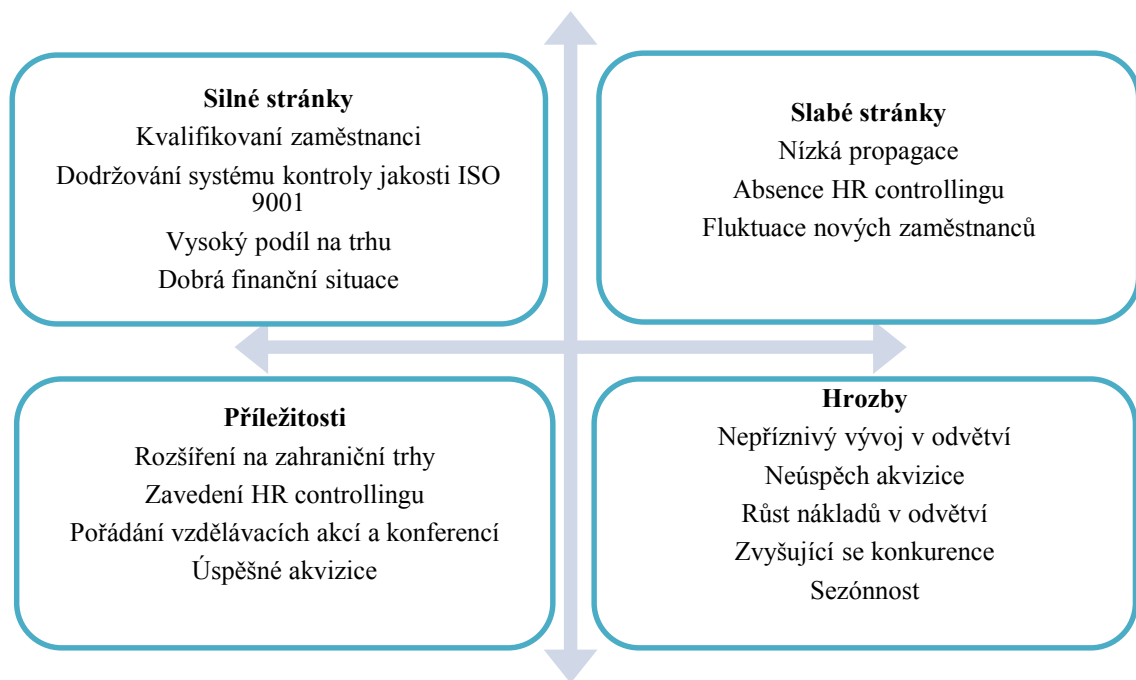 Silné stránky
Kvalifikovaní zaměstnanci
Dodržování systému kontroly jakosti ISO
9001
Vysoký podíl na trhu
Dobrá finanční situace
Slabé stránky
Nízká propagace
Absence HR controllingu
Fluktuace nových zaměstnanců
Příležitosti
Rozšíření na zahraniční trhy
Zavedení HR controllingu
Pořádání vzdělávacích akcí a konferencí
Úspěšné akvizice
Hrozby
Nepříznivý vývoj v odvětví
Neúspěch akvizice
Růst nákladů v odvětví
Zvyšující se konkurence
Sezónnost